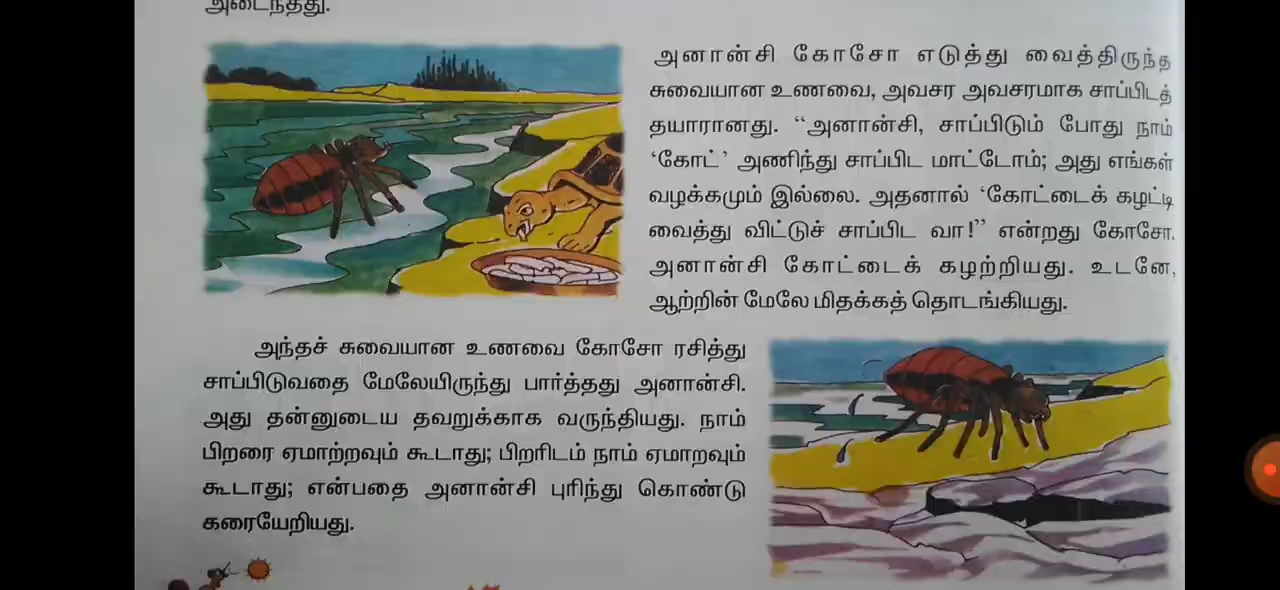 அடைந்தது.
அனான்சி கோசோ எடுத்து வைத்திருந்த
சுவையான உணவை, அவசர அவசரமாக சாப்பிடத்
தயாரானது. “அனான்சி, சாப்பிடும் போது நாம்
‘கோட்’ அணிந்து சாப்பிட மாட்டோம்; அது எங்கள்
வழக்கமும் இல்லை. அதனால் ‘கோட்டைக் கழட்டி
வைத்து விட்டுச் சாப்பிட வா!” என்றது கோசோ.
அனான்சி கோட்டைக் கழற்றியது. உடனே,
ஆற்றின் மேலே மிதக்கத் தொடங்கியது.
அந்தச் சுவையான உணவை கோசோ ரசித்து
சாப்பிடுவதை மேலேயிருந்து பார்த்தது அனான்சி.
அது தன்னுடைய தவறுக்காக வருந்தியது. நாம்
பிறரை ஏமாற்றவும் கூடாது; பிறரிடம் நாம் ஏமாறவும்
கூடாது; என்பதை அனான்சி புரிந்து கொண்டு
கரையேறியது.